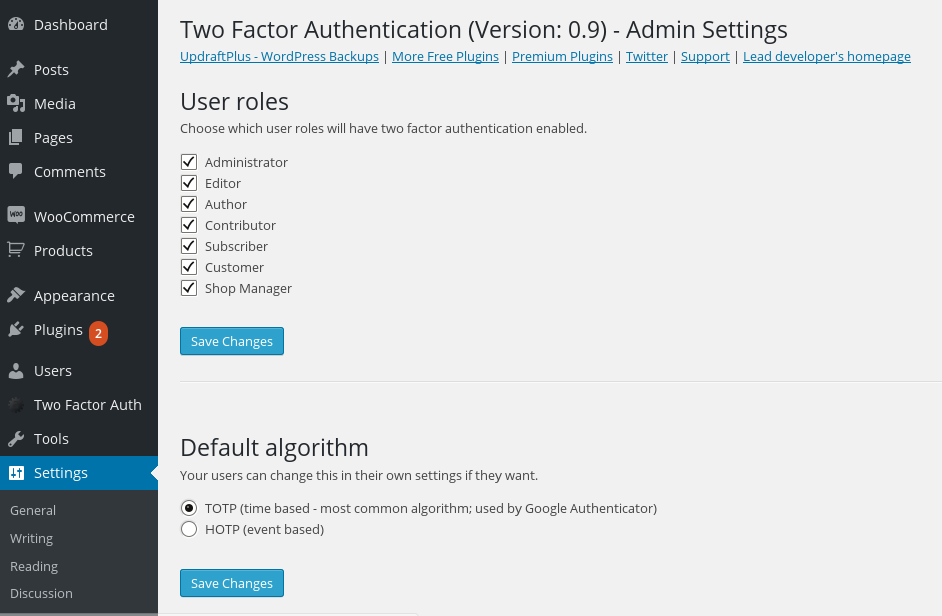 Dashboard
Posts
Media
Pages
Comments
WOO WooCommerce
Products
Appearance
Plugins 2
Users
Two Factor Auth
Tools
Settings
General
Writing
Reading
Discussion
Two Factor Authentication (Version: 0.9) - Admin Settings
UpdraftPlus - WordPress Backups | More Free Plugins | Premium Plugins | Twitter | Support | Lead developer's homepage
User roles
Choose which user roles will have two factor authentication enabled.
Administrator
Editor
Author
Contributor
Subscriber
Customer
Shop Manager
Save Changes
Default algorithm
Your users can change this in their own settings if they want.
TOTP (time based - most common algorithm; used by Google Authenticator)
HOTP (event based)
Save Changes